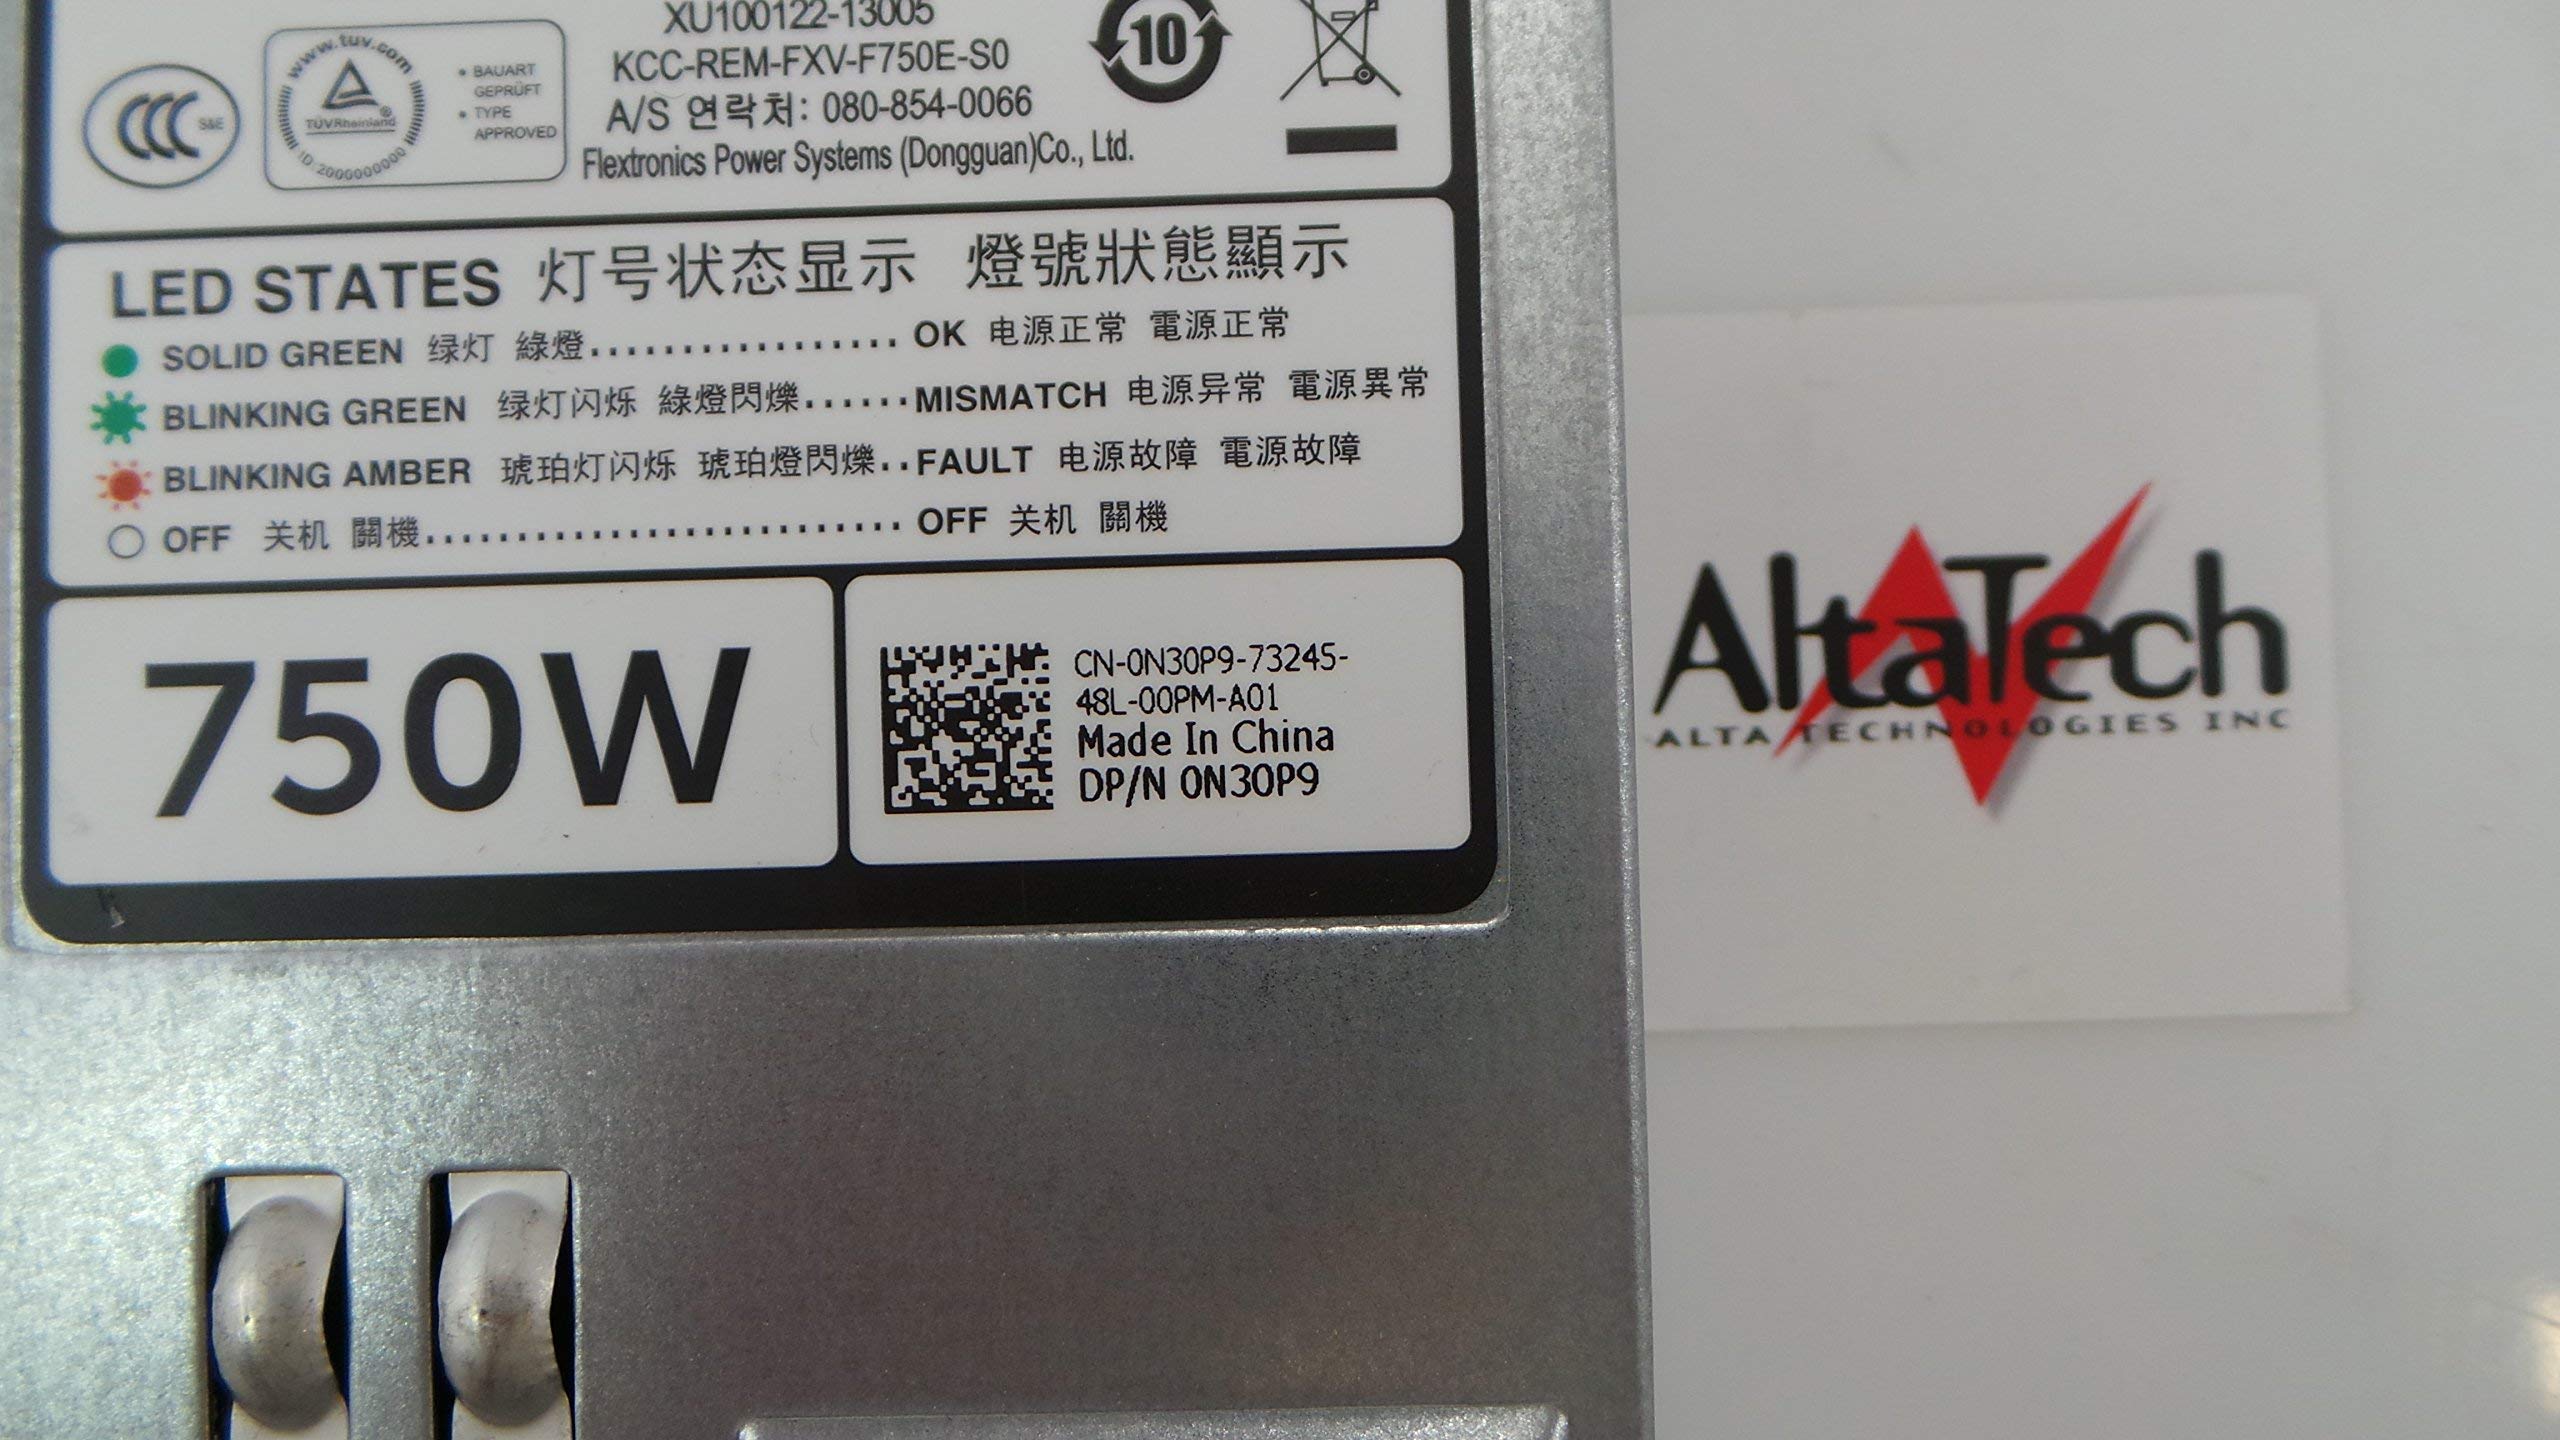 XU100122-13005
KCC-REM-FXV-F750E-S0
A/S 연락처: 080-854-0066
Flextronics Power Systems (Dongguan)Co., Ltd.
CCC S&E
www.tuv.com
TÜVRheinland ®
ID:2000000000
• BAUART
GEPRÜFT
• TYPE
APPROVED
10
LED STATES 灯号状态显示 燈號狀態顯示
SOLID GREEN 绿灯 綠燈................. OK 电源正常 電源正常
BLINKING GREEN 绿灯闪烁 綠燈閃爍......MISMATCH 电源异常 電源異常
BLINKING AMBER 琥珀灯闪烁 琥珀燈閃爍..FAULT 电源故障 電源故障
OFF 关机 關機........................... OFF 关机 關機
750W
CN-0N30P9-73245-
48L-00PM-A01
Made In China
DP/N 0N30P9
AltaTech
ALTA TECHNOLOGIES INC